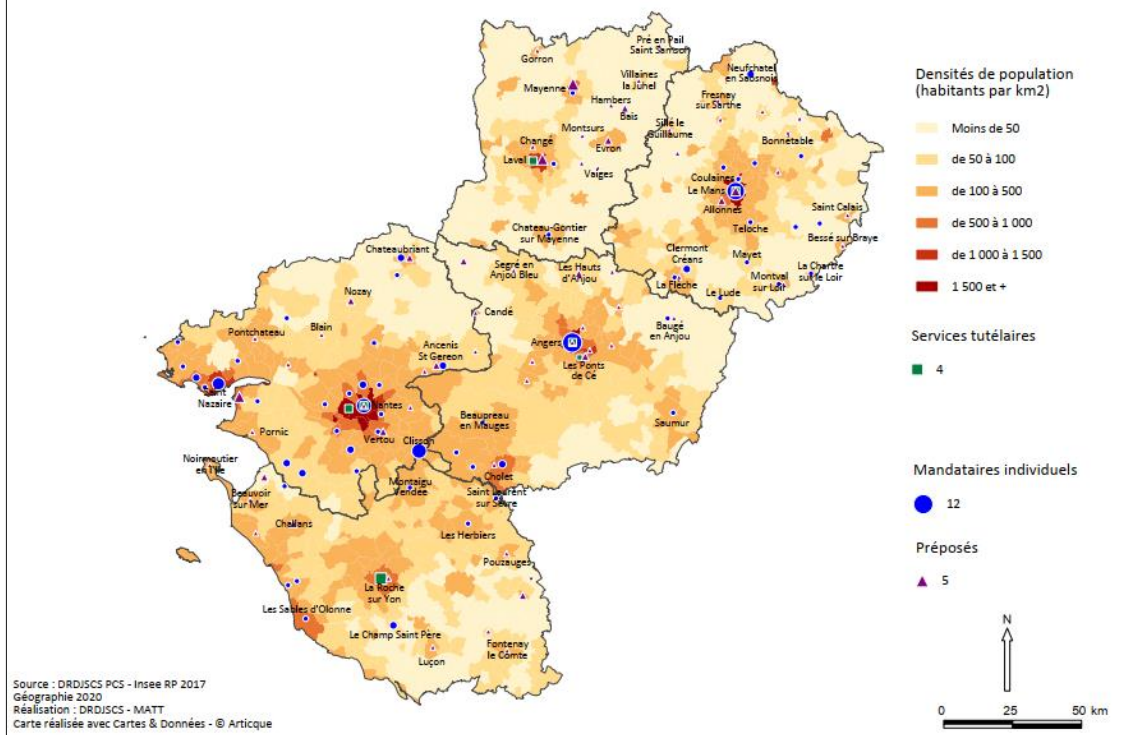 Pré en Pail
Saint Samson
Gorron
Villaines
la Juhel
Mayenne
Hambers
Bais
Montsurs
Changé
Evron
Laval
Vaiges
Chateau-Gontier
sur Mayenne
Neufchatel
en Saosnois
Fresnay
sur Sarthe
Sillé le
Guillaume
Bonnétable
Coulaines
Le Mans
Allonnes
Saint Calais
Teloche
Bessé sur Braye
Clermont
Créans
Mayet
La Chartre
sur le Loir
Montval
sur Loir
La Flèche
Le Lude
Chateaubriant
Segré en
Anjou Bleu
Les Hauts
d'Anjou
Nozay
Candé
Baugé
en Anjou
Pontchateau
Blain
Ancenis
St Gereon
Angers
Les Ponts
de Cé
Saint
Nazaire
Nantes
Beaupreau
en Mauges
Saumur
Pornic
Vertou
Clisson
Noirmoutier
en l'Ile
Cholet
Beauvoir
sur Mer
Montaigu
Vendée
Saint Laurent
sur Sèvre
Challans
Les Herbiers
Pouzauges
La Roche
sur Yon
Les Sables d'Olonne
Le Champ Saint Père
Luçon
Fontenay
le Comte
Densités de population
(habitants par km2)
Moins de 50
de 50 à 100
de 100 à 500
de 500 à 1 000
de 1 000 à 1 500
1 500 et +
Services tutélaires
4
Mandataires individuels
12
Préposés
5
N
0 25 50 km
Source : DRDJSCS PCS - Insee RP 2017
Géographie 2020
Réalisation : DRDJSCS - MATT
Carte réalisée avec Cartes & Données - © Articque